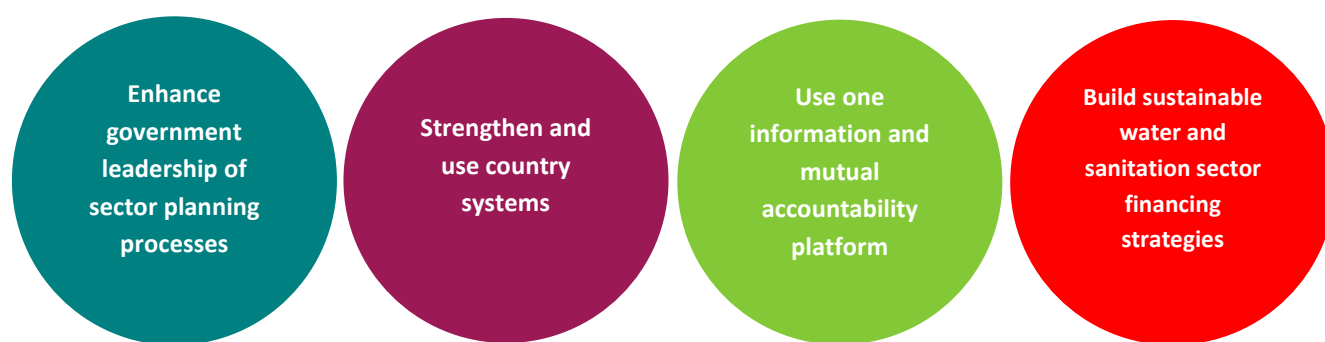 Enhance
government
leadership of
sector planning
processes
Strengthen and
use country
systems
Use one
information and
mutual
accountability
platform
Build sustainable
water and
sanitation sector
financing
strategies